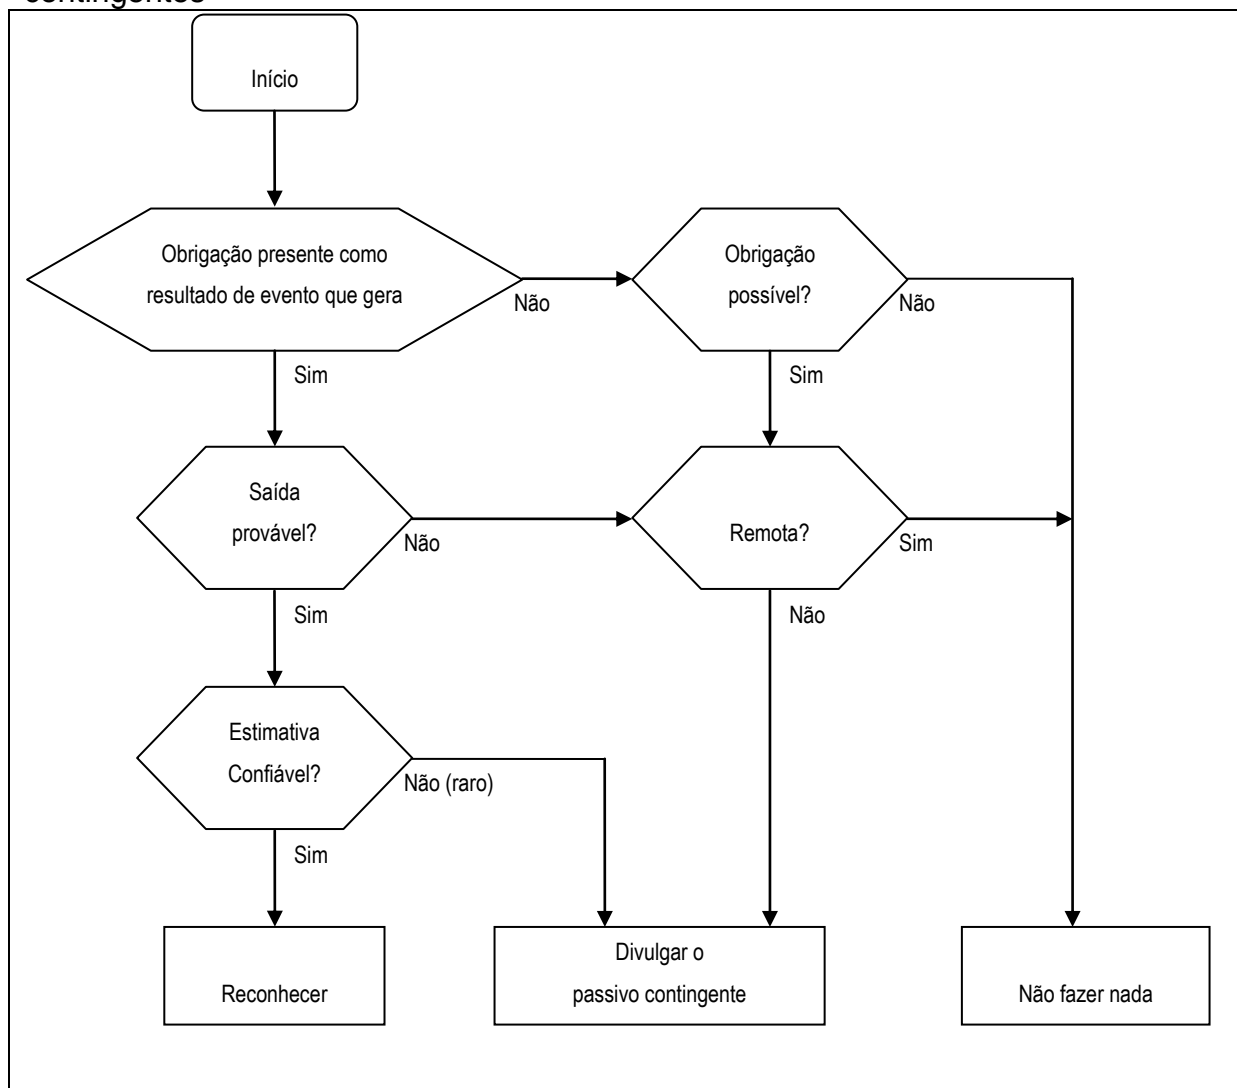 contingentes
Início
Obrigação presente como
resultado de evento que gera
Não
Obrigação
possível?
Não
Sim
Sim
Saída
provável?
Não
Remota?
Sim
Sim
Não
Estimativa
Confiável?
Não (raro)
Sim
Reconhecer
Divulgar o
passivo contingente
Não fazer nada